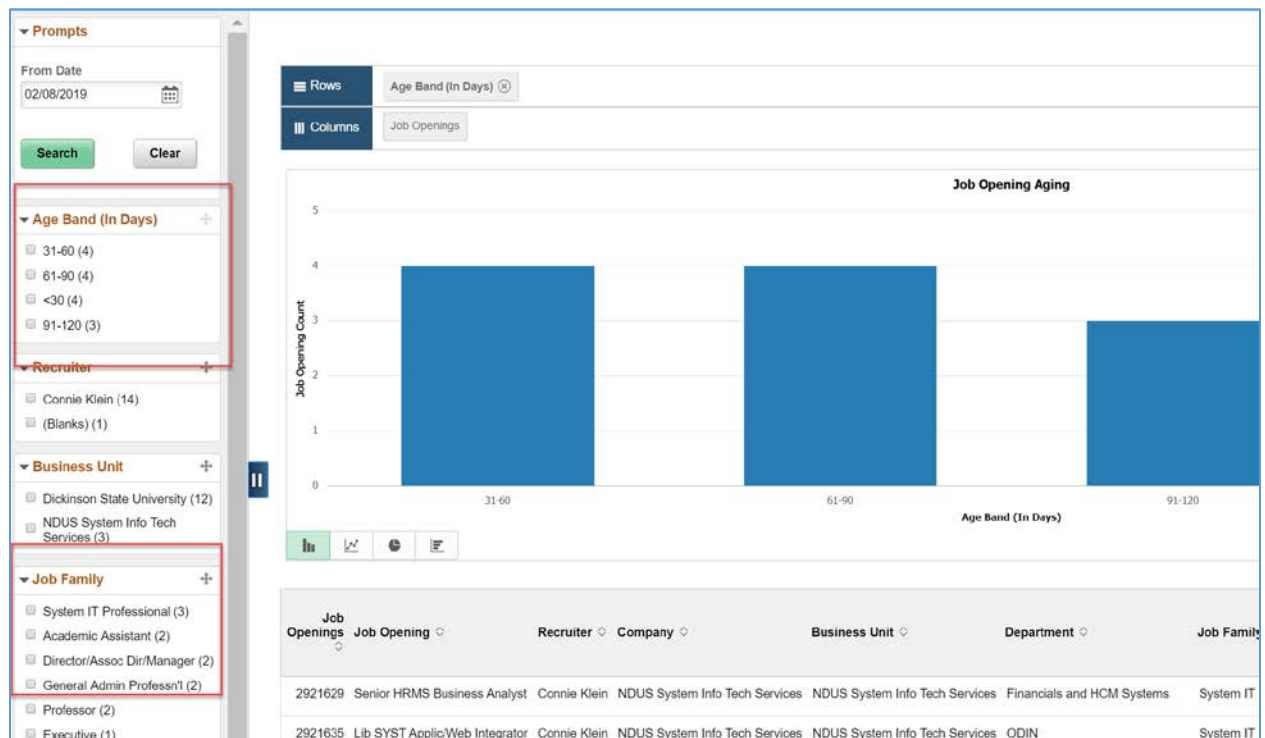 Prompts
From Date
02/08/2019
Search Clear
Age Band (In Days)
31-60 (4)
61-90 (4)
<30 (4)
91-120 (3)
Recruiter
Connie Klein (14)
(Blanks) (1)
Business Unit
Dickinson State University (12)
NDUS System Info Tech
Services (3)
Job Family
System IT Professional (3)
Academic Assistant (2)
Director/Assoc Dir/Manager (2)
General Admin Professn'l (2)
Professor (2)
Executive (1)
Rows Age Band (In Days)
Columns Job Openings
Job Opening Aging
5
4
3
2
1
0
Job Opening Count
31-60 61-90 91-120
Age Band (In Days)
Job
Openings Job Opening Recruiter Company Business Unit Department Job Family
2921629 Senior HRMS Business Analyst Connie Klein NDUS System Info Tech Services NDUS System Info Tech Services Financials and HCM Systems System IT
2921635 Lib SYST Applic/Web Integrator Connie Klein NDUS System Info Tech Services NDUS System Info Tech Services ODIN System IT